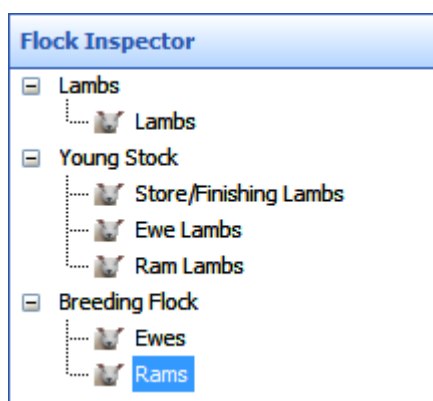 Flock Inspector
Lambs
Lambs
Young Stock
Store/Finishing Lambs
Ewe Lambs
Ram Lambs
Breeding Flock
Ewes
Rams